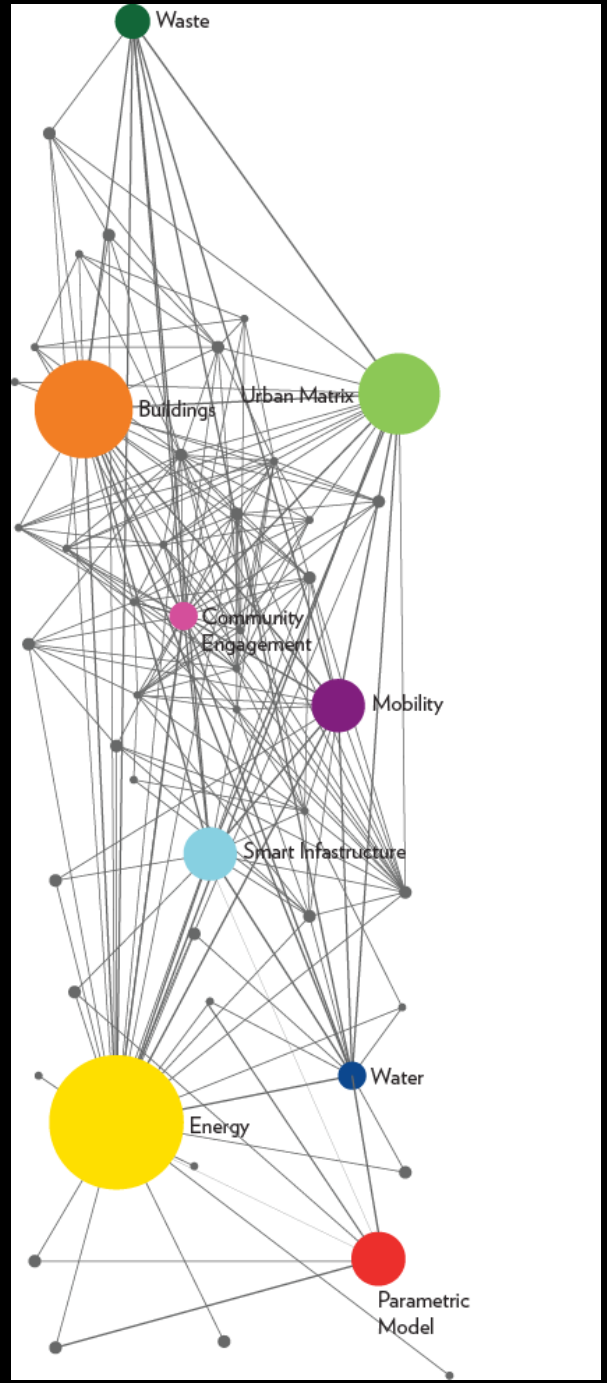 Waste
Urban Matrix
Buildings
Community
Engagement
Mobility
Smart Infastructure
Water
Energy
Parametric
Model